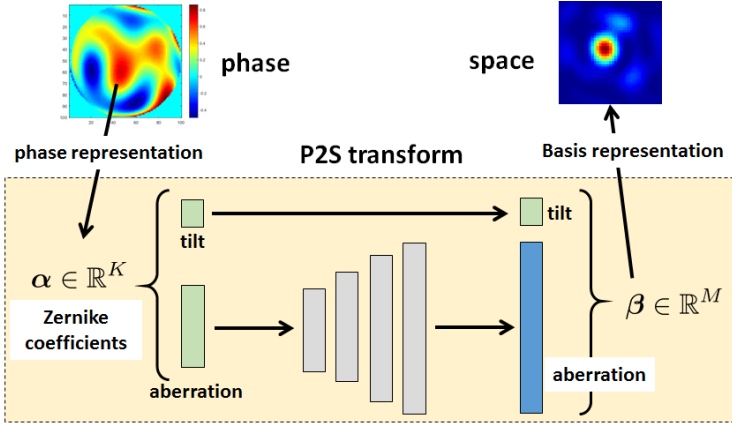 phase
space
phase representation
P2S transform
Basis representation
tilt
tilt
α ∈ ℝ^K
Zernike
coefficients
β ∈ ℝ^M
aberration
aberration